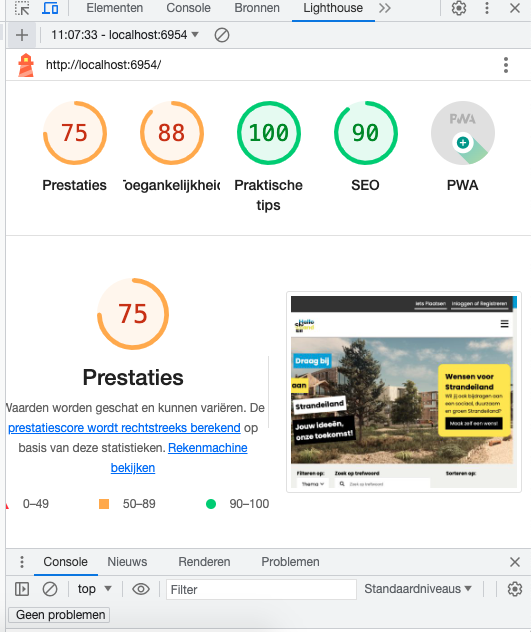 Elementen Console Bronnen Lighthouse
11:07:33 - localhost:6954
http://localhost:6954/
75 88 100 90 PWA
Prestaties Toegankelijkheid Praktische tips SEO PWA
75
Prestaties
Waarden worden geschat en kunnen variëren. De
prestatiescore wordt rechtstreeks berekend op
basis van deze statistieken. Rekenmachine
bekijken
0–49 50–89 90–100
Iets Plaatsen Inloggen of Registreren
Draag bij
aan
Strandeiland
Jouw ideeën,
onze toekomst!
Wensen voor
Strandeiland?
Wil jij ook bijdragen aan
een sociaal, duurzaam
en groen Strandeiland?
Maak zelf een wens!
Filteren op: Zoek op trefwoord Sorteren op:
Thema Zoek op trefwoord
Console Nieuws Renderen Problemen
top Filter Standaardniveaus
Geen problemen